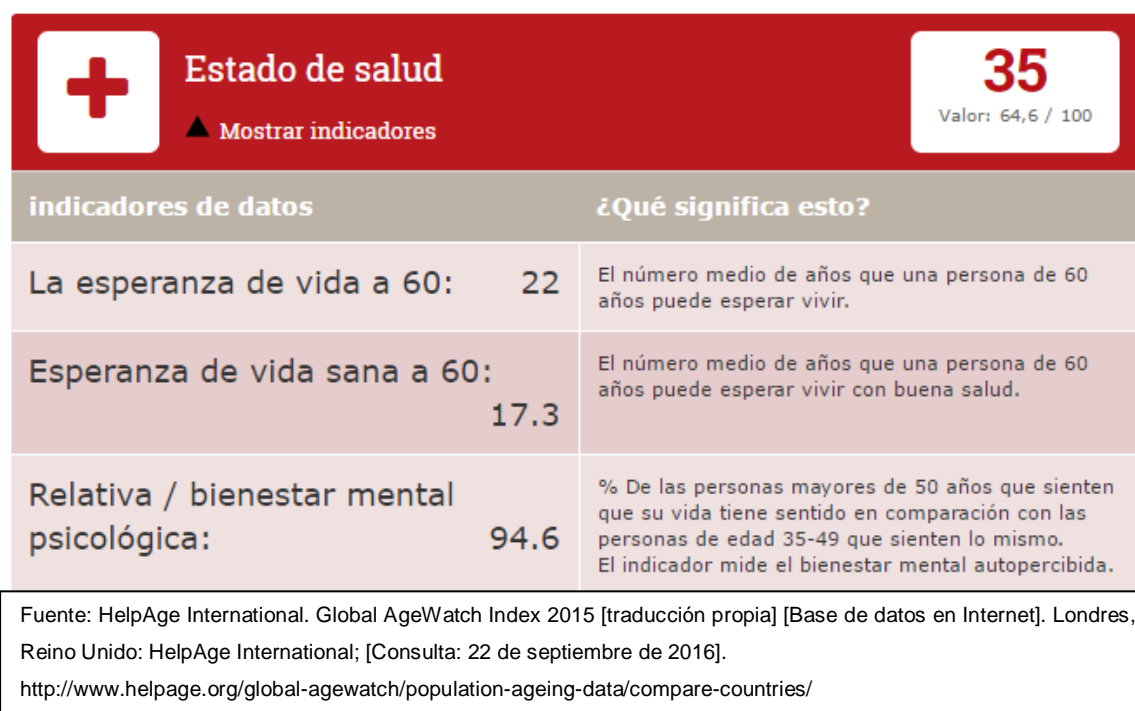 Estado de salud
▲ Mostrar indicadores
35
Valor: 64,6 / 100
indicadores de datos
¿Qué significa esto?
La esperanza de vida a 60: 22
El número medio de años que una persona de 60
años puede esperar vivir.
Esperanza de vida sana a 60:
17.3
El número medio de años que una persona de 60
años puede esperar vivir con buena salud.
Relativa / bienestar mental
psicológica: 94.6
% De las personas mayores de 50 años que sienten
que su vida tiene sentido en comparación con las
personas de edad 35-49 que sienten lo mismo.
El indicador mide el bienestar mental autopercibida.
Fuente: HelpAge International. Global AgeWatch Index 2015 [traducción propia] [Base de datos en Internet]. Londres,
Reino Unido: HelpAge International; [Consulta: 22 de septiembre de 2016].
http://www.helpage.org/global-agewatch/population-ageing-data/compare-countries/